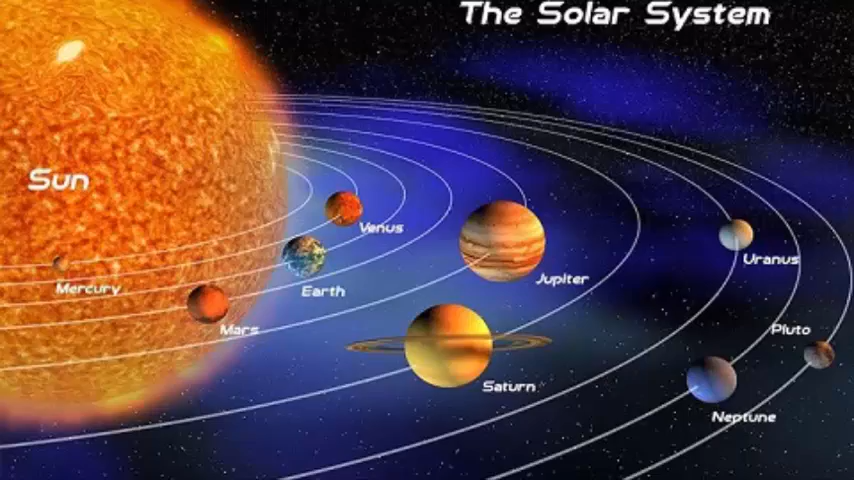 The Solar System
Sun
Mercury
Venus
Earth
Mars
Jupiter
Saturn
Uranus
Neptune
Pluto